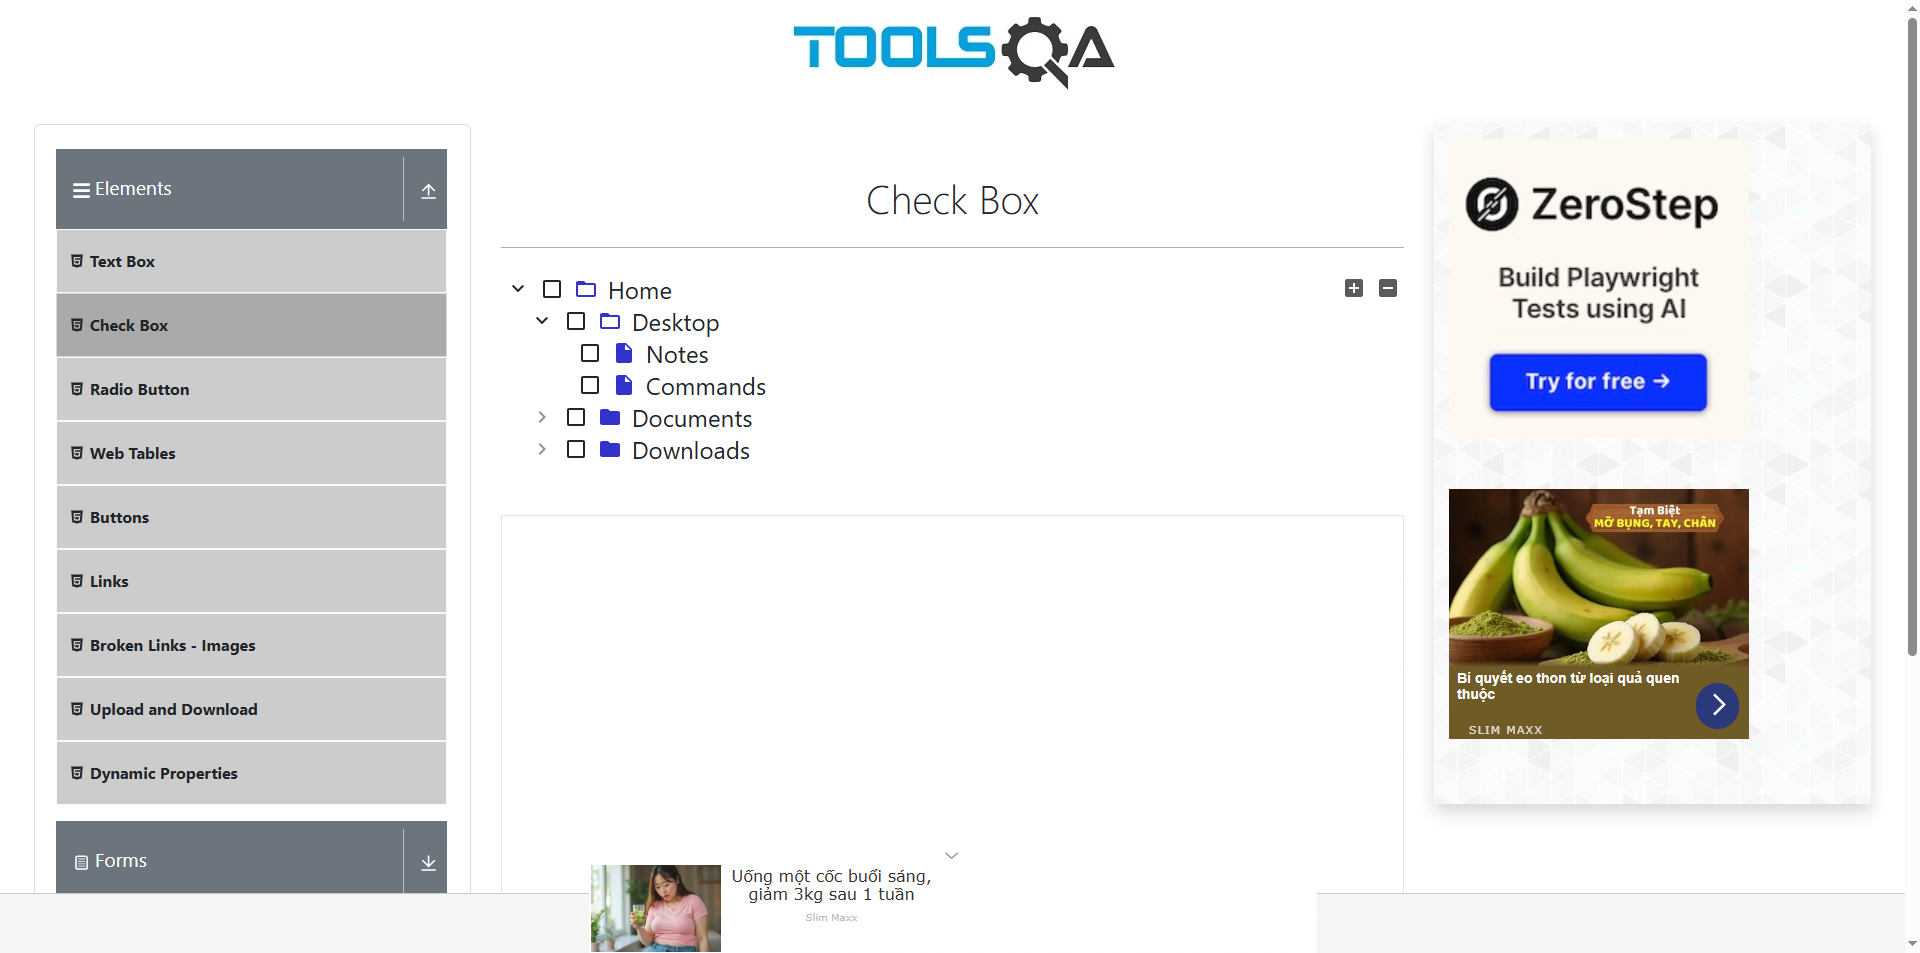 TOOLSQA
Elements
Text Box
Check Box
Radio Button
Web Tables
Buttons
Links
Broken Links - Images
Upload and Download
Dynamic Properties
Forms
Check Box
Home
Desktop
Notes
Commands
Documents
Downloads
ZeroStep
Build Playwright
Tests using AI
Try for free →
Tạm Biệt
MỠ BỤNG, TAY, CHÂN
Bí quyết eo thon từ loại quả quen
thuộc
SLIM MAXX
Uống một cốc buổi sáng,
giảm 3kg sau 1 tuần
Slim Maxx